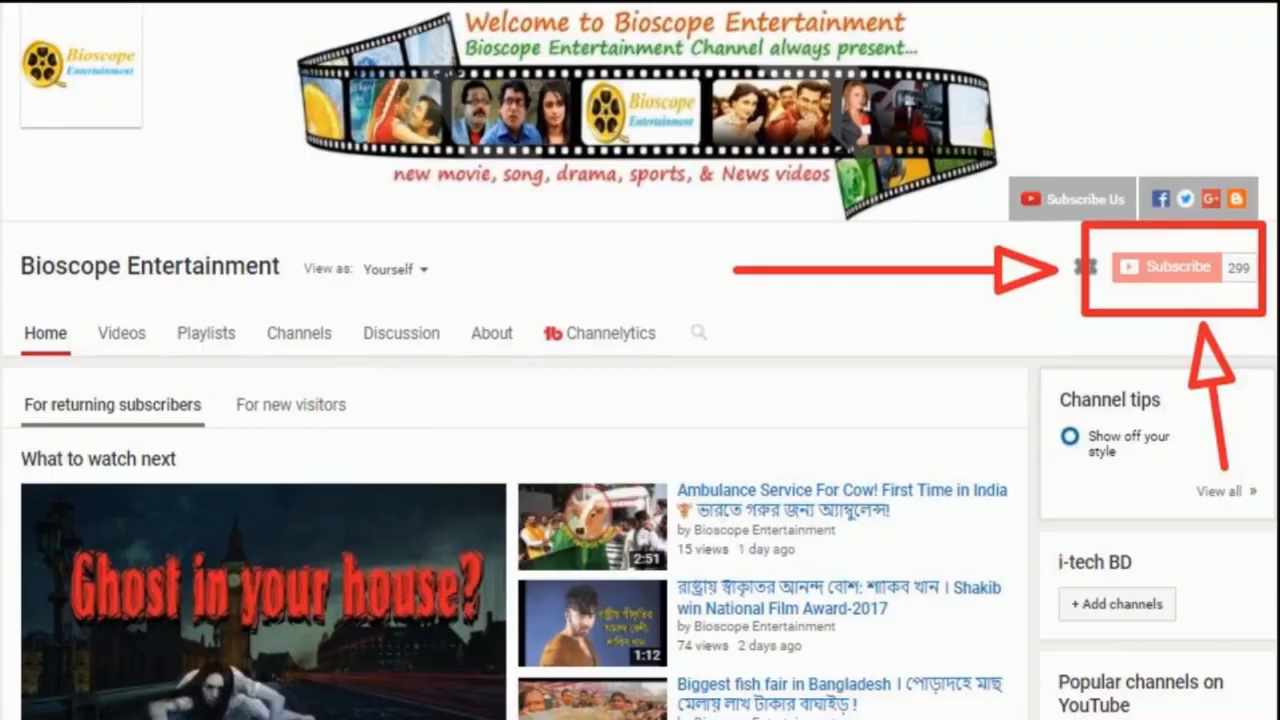 Bioscope
Entertainment
Welcome to Bioscope Entertainment
Bioscope Entertainment Channel always present...
Bioscope
Entertainment
new movie, song, drama, sports, & News videos
Subscribe Us
Bioscope Entertainment
View as: Yourself
Subscribe 299
Home Videos Playlists Channels Discussion About Channelytics
For returning subscribers For new visitors
What to watch next
Ghost in your house?
2:51
Ambulance Service For Cow! First Time in India
ভারতে গরুর জন্য অ্যাম্বুলেন্স!
by Bioscope Entertainment
15 views 1 day ago
1:12
রাষ্ট্রীয় স্বীকৃতির আনন্দ বেশি: শাকিব খান । Shakib
win National Film Award-2017
by Bioscope Entertainment
74 views 2 days ago
Biggest fish fair in Bangladesh । পোড়াদহে মাছ
মেলায় লাখ টাকার বাঘাইড় !
Channel tips
Show off your
style
View all »
i-tech BD
+ Add channels
Popular channels on
YouTube